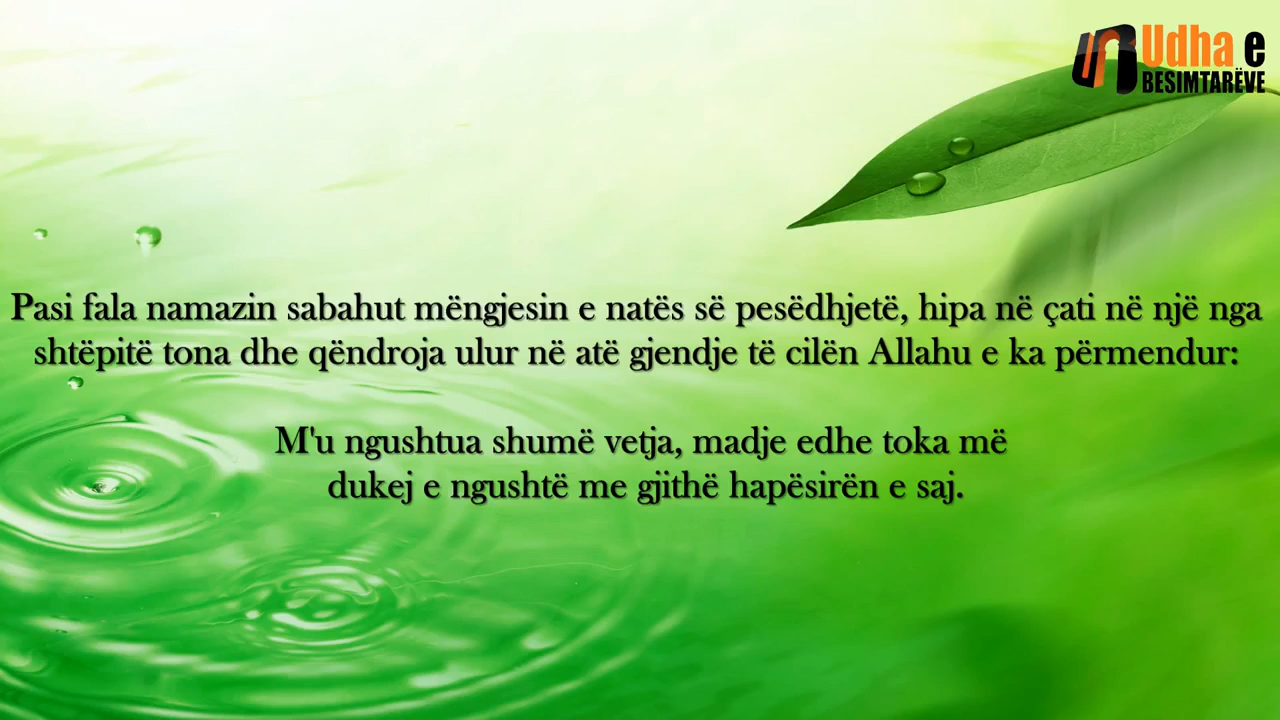 Udha e
BESIMTARËVE
Pasi fala namazin sabahut mëngjesin e natës së pesëdhjetë, hipa në çati në një nga
shtëpitë tona dhe qëndroja ulur në atë gjendje të cilën Allahu e ka përmendur:
M'u ngushtua shumë vetja, madje edhe toka më
dukej e ngushtë me gjithë hapësirën e saj.